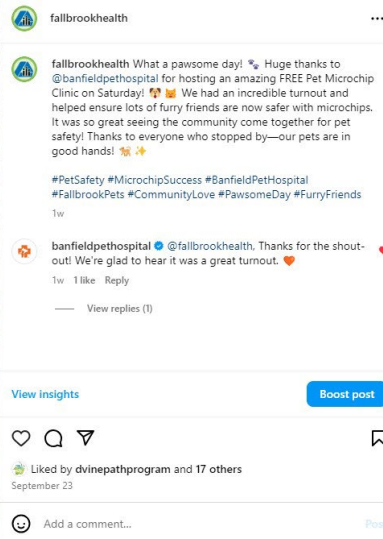 fallbrookhealth
fallbrookhealth What a pawsome day! 🐾 Huge thanks to
@banfieldpethospital for hosting an amazing FREE Pet Microchip
Clinic on Saturday! 🐶 🐱 We had an incredible turnout and
helped ensure lots of furry friends are now safer with microchips.
It was so great seeing the community come together for pet
safety! Thanks to everyone who stopped by—our pets are in
good hands! 🐕 ✨
#PetSafety #MicrochipSuccess #BanfieldPetHospital
#FallbrookPets #CommunityLove #PawsomeDay #FurryFriends
1w
banfieldpethospital @fallbrookhealth, Thanks for the shout-
out! We're glad to hear it was a great turnout. 🧡
1w 1 like Reply
View replies (1)
View insights
Boost post
Liked by dvinepathprogram and 17 others
September 23
Add a comment...
Pos